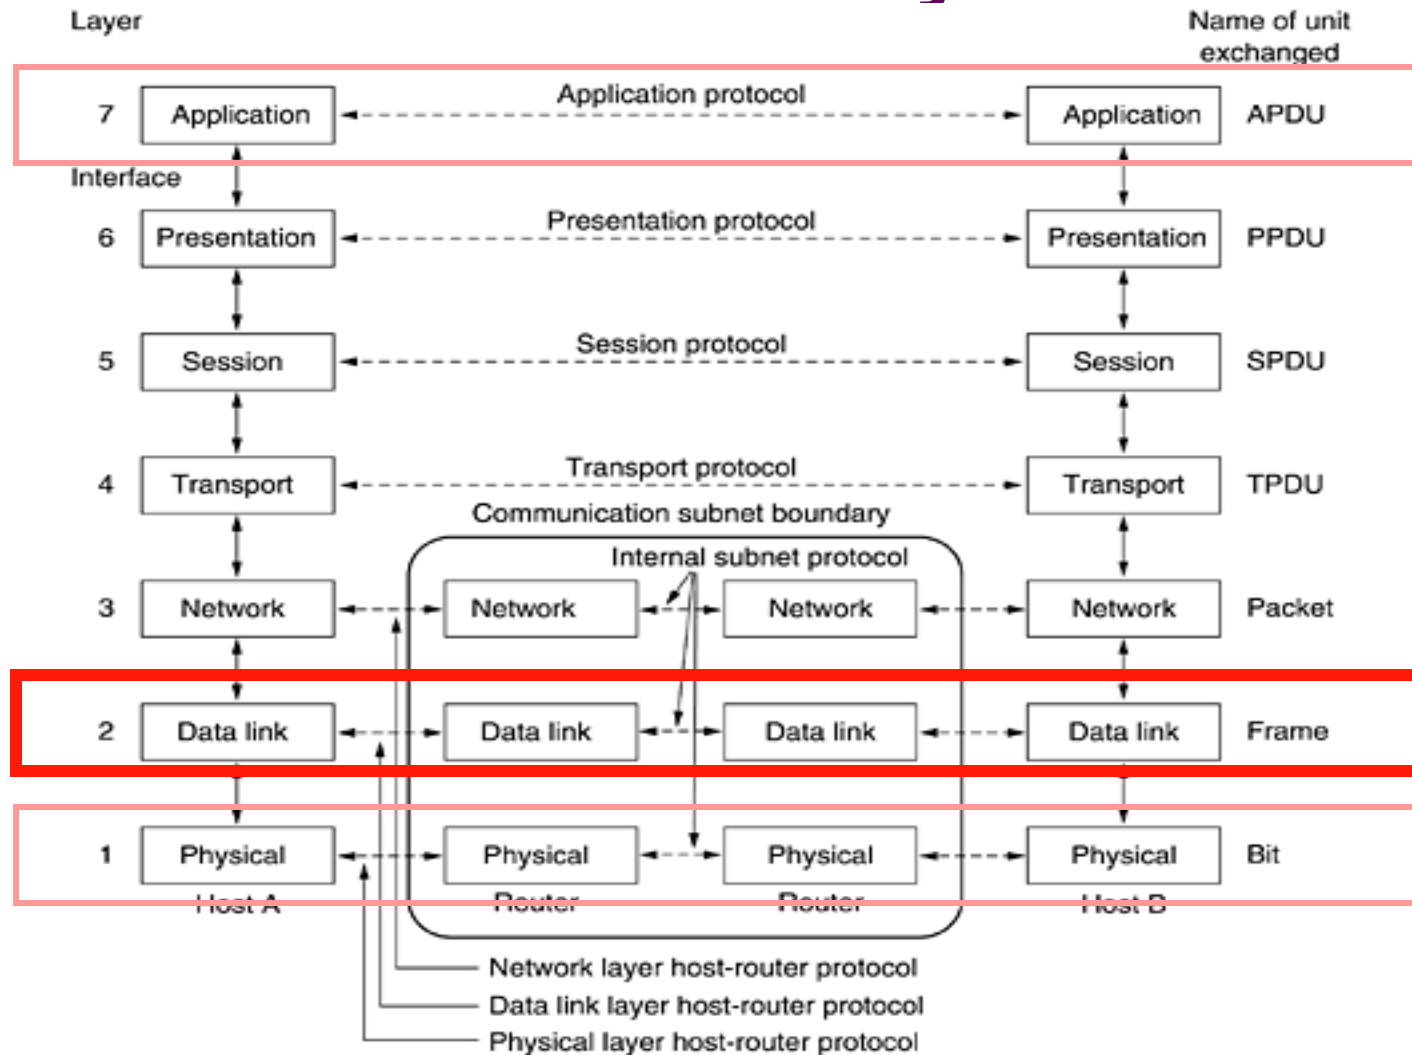 Layer
Name of unit
exchanged
7 Application Application protocol Application APDU
Interface
6 Presentation Presentation protocol Presentation PPDU
5 Session Session protocol Session SPDU
4 Transport Transport protocol Transport TPDU
Communication subnet boundary
Internal subnet protocol
3 Network Network Network Network Packet
2 Data link Data link Data link Data link Frame
1 Physical Physical Physical Physical Bit
Host A Router Router Host B
Network layer host-router protocol
Data link layer host-router protocol
Physical layer host-router protocol